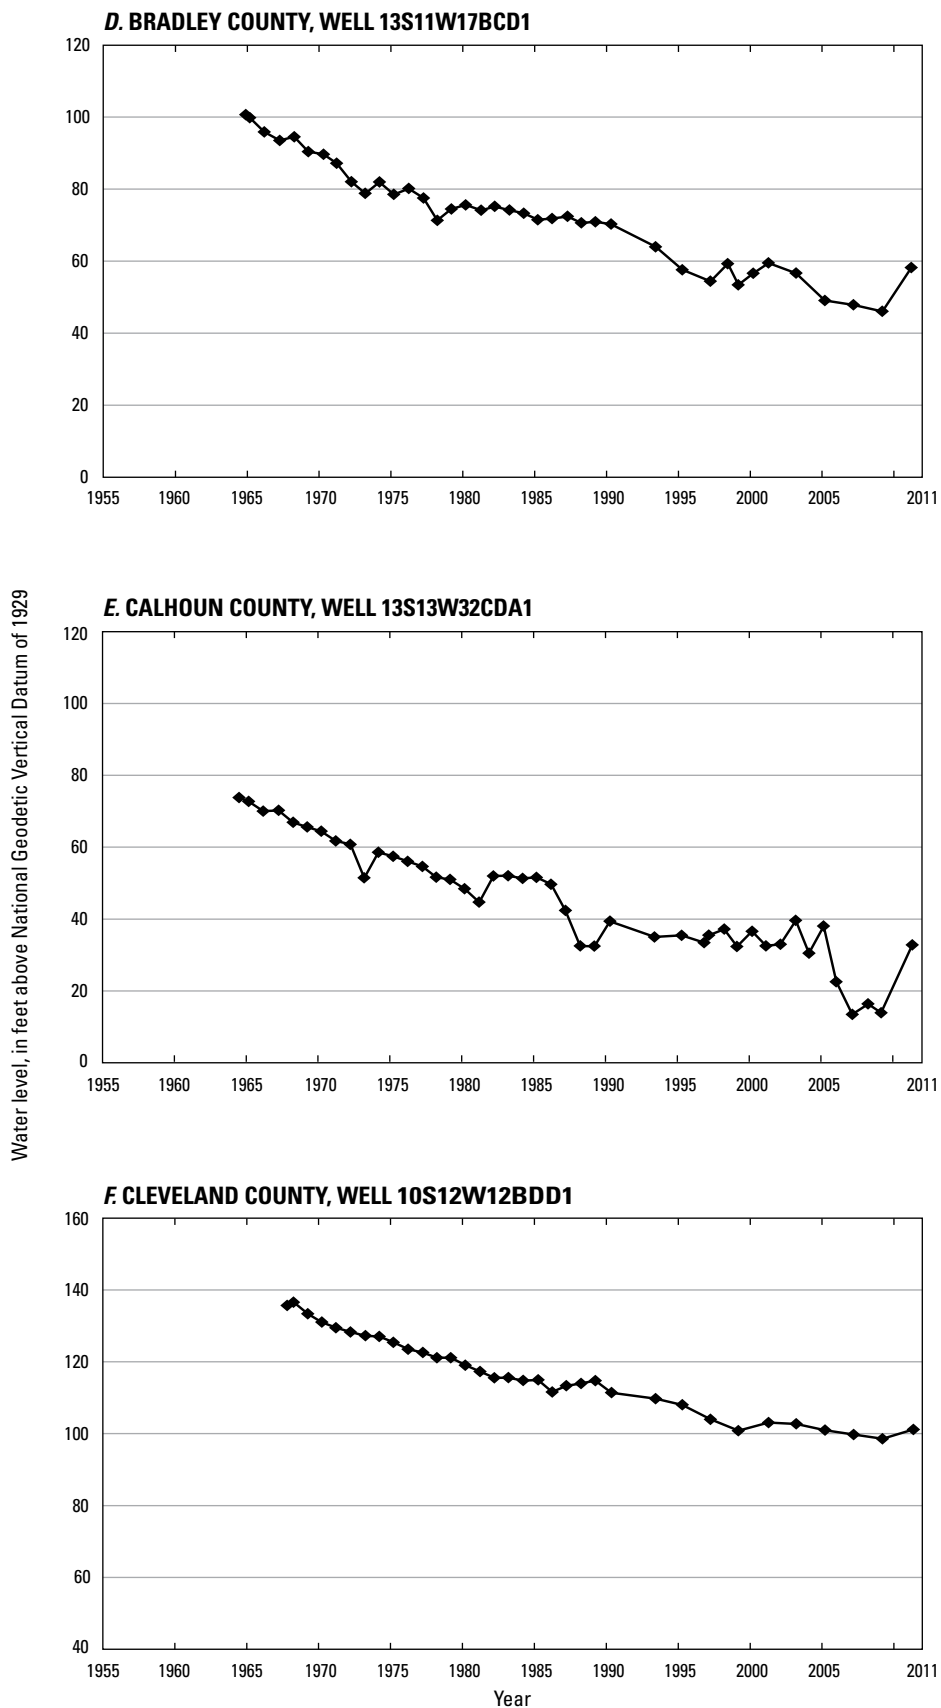 D. BRADLEY COUNTY, WELL 13S11W17BCD1
120
100
80
60
40
20
0
1955 1960 1965 1970 1975 1980 1985 1990 1995 2000 2005 2011
Water level, in feet above National Geodetic Vertical Datum of 1929
E. CALHOUN COUNTY, WELL 13S13W32CDA1
120
100
80
60
40
20
0
1955 1960 1965 1970 1975 1980 1985 1990 1995 2000 2005 2011
F. CLEVELAND COUNTY, WELL 10S12W12BDD1
160
140
120
100
80
60
40
1955 1960 1965 1970 1975 1980 1985 1990 1995 2000 2005 2011
Year